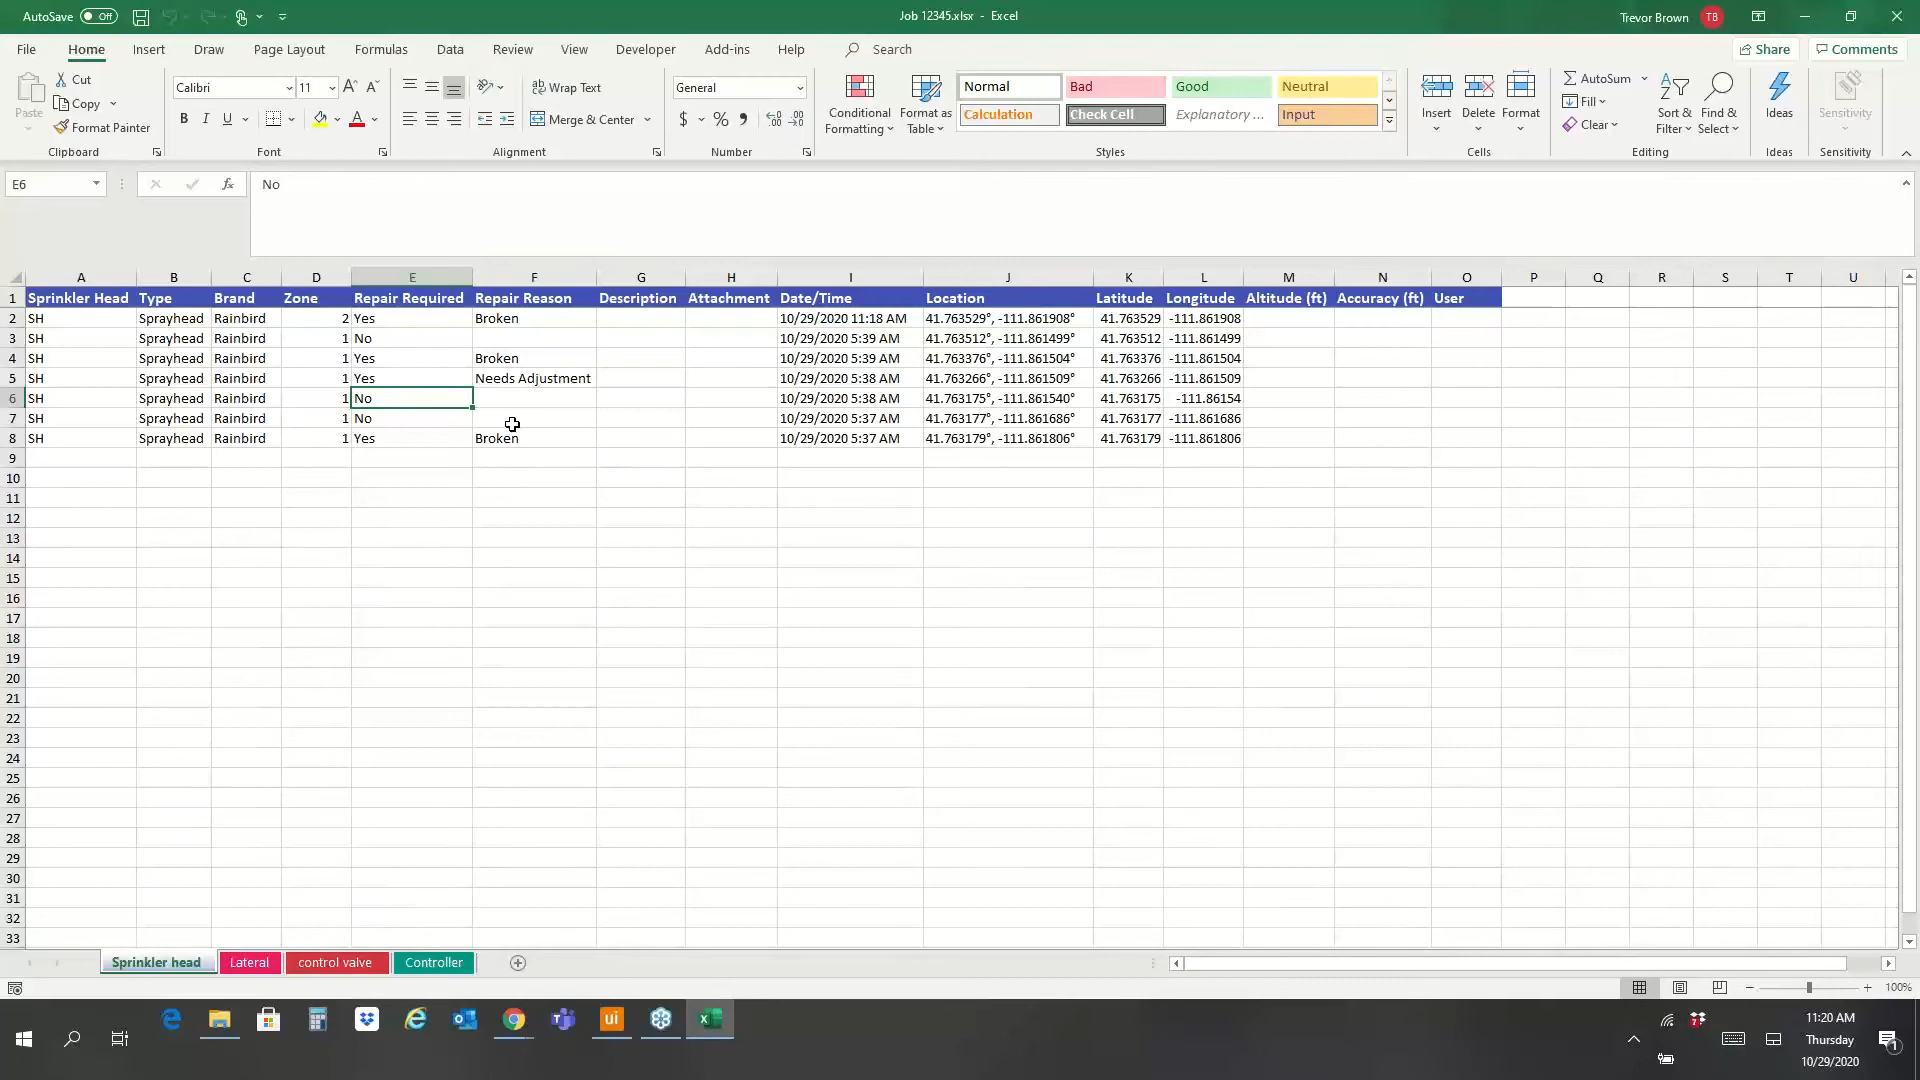 AutoSave Off Job 12345.xlsx - Excel Trevor Brown TB
File Home Insert Draw Page Layout Formulas Data Review View Developer Add-ins Help Search Share Comments
Paste Cut Copy Format Painter
Calibri 11 A A B I U A
Wrap Text Merge & Center
General $ %
Conditional Formatting Format as Table
Normal Bad Good Neutral
Calculation Check Cell Explanatory ... Input
Insert Delete Format
AutoSum Fill Clear Sort & Filter Find & Select Ideas Sensitivity
Clipboard Font Alignment Number Styles Cells Editing Ideas Sensitivity
E6 fx No
A B C D E F G H I J K L M N O P Q R S T U
1 Sprinkler Head Type Brand Zone Repair Required Repair Reason Description Attachment Date/Time Location Latitude Longitude Altitude (ft) Accuracy (ft) User
2 SH Sprayhead Rainbird 2 Yes Broken 10/29/2020 11:18 AM 41.763529°, -111.861908° 41.763529 -111.861908
3 SH Sprayhead Rainbird 1 No 10/29/2020 5:39 AM 41.763512°, -111.861499° 41.763512 -111.861499
4 SH Sprayhead Rainbird 1 Yes Broken 10/29/2020 5:39 AM 41.763376°, -111.861504° 41.763376 -111.861504
5 SH Sprayhead Rainbird 1 Yes Needs Adjustment 10/29/2020 5:38 AM 41.763266°, -111.861509° 41.763266 -111.861509
6 SH Sprayhead Rainbird 1 No 10/29/2020 5:38 AM 41.763175°, -111.861540° 41.763175 -111.86154
7 SH Sprayhead Rainbird 1 No 10/29/2020 5:37 AM 41.763177°, -111.861686° 41.763177 -111.861686
8 SH Sprayhead Rainbird 1 Yes Broken 10/29/2020 5:37 AM 41.763179°, -111.861806° 41.763179 -111.861806
9
10
11
12
13
14
15
16
17
18
19
20
21
22
23
24
25
26
27
28
29
30
31
32
33
Sprinkler head Lateral control valve Controller
100%
ui
11:20 AM
Thursday
10/29/2020
1